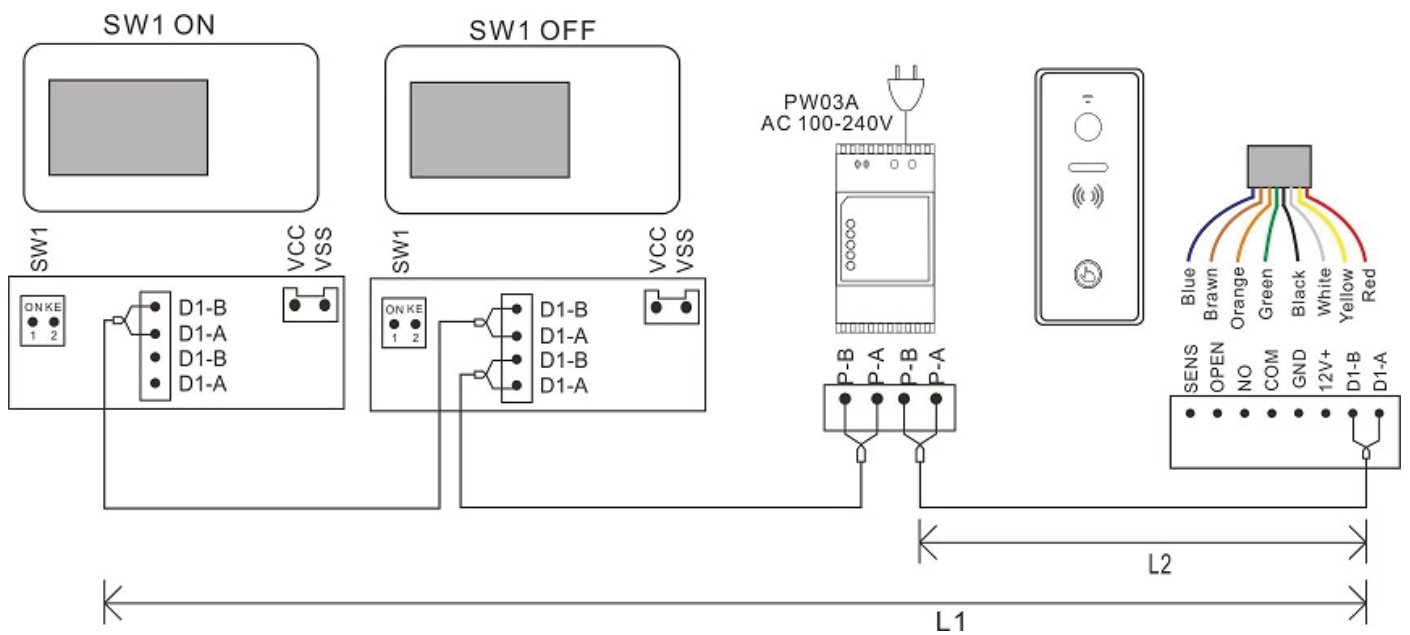 SW1 ON
SW1 OFF
PW03A
AC 100-240V
SW1
VCC
VSS
ON KE
1 2
D1-B
D1-A
D1-B
D1-A
SW1
VCC
VSS
ON KE
1 2
D1-B
D1-A
D1-B
D1-A
P-B
P-A
P-B
P-A
Blue
Brawn
Orange
Green
Black
White
Yellow
Red
SENS
OPEN
NO
COM
GND
12V+
D1-B
D1-A
L2
L1